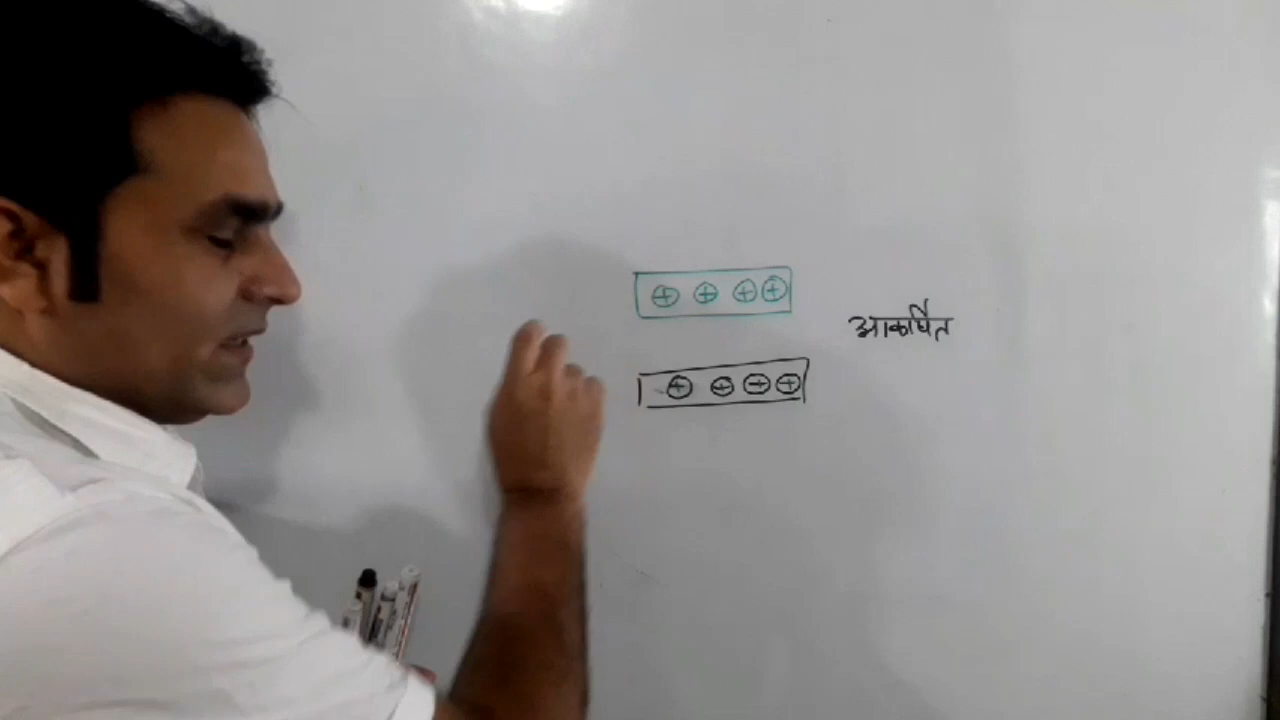 + + + +
आकर्षित
+ + + +